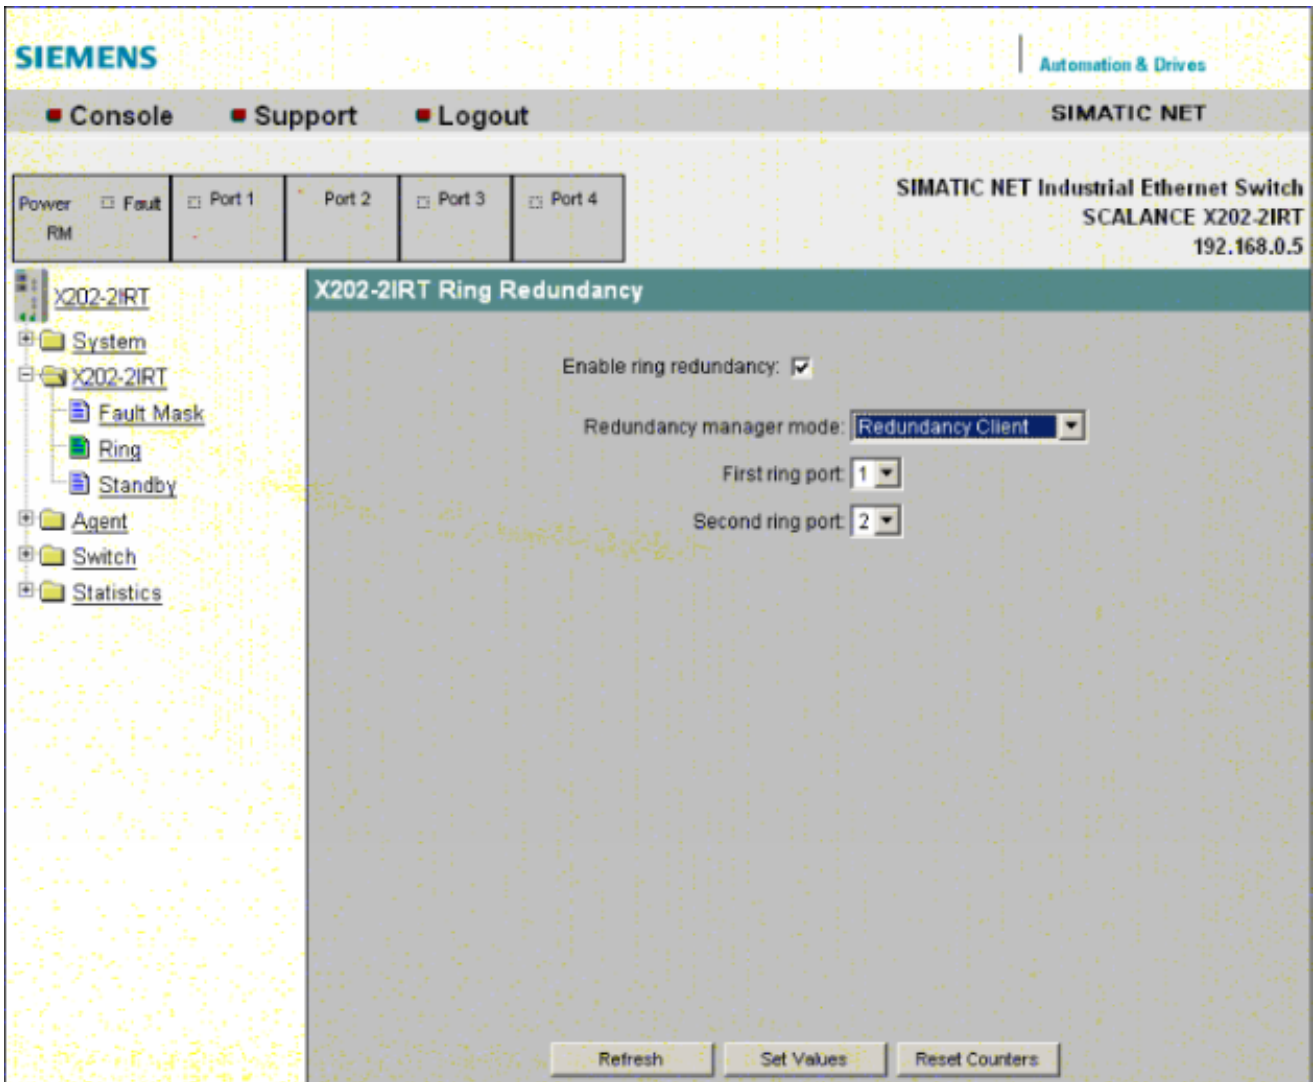 SIEMENS
Automation & Drives
Console Support Logout SIMATIC NET
Power Fault Port 1 Port 2 Port 3 Port 4
RM
SIMATIC NET Industrial Ethernet Switch
SCALANCE X202-2IRT
192.168.0.5
X202-2IRT
System
X202-2IRT
Fault Mask
Ring
Standby
Agent
Switch
Statistics
X202-2IRT Ring Redundancy
Enable ring redundancy:
Redundancy manager mode: Redundancy Client
First ring port: 1
Second ring port: 2
Refresh Set Values Reset Counters